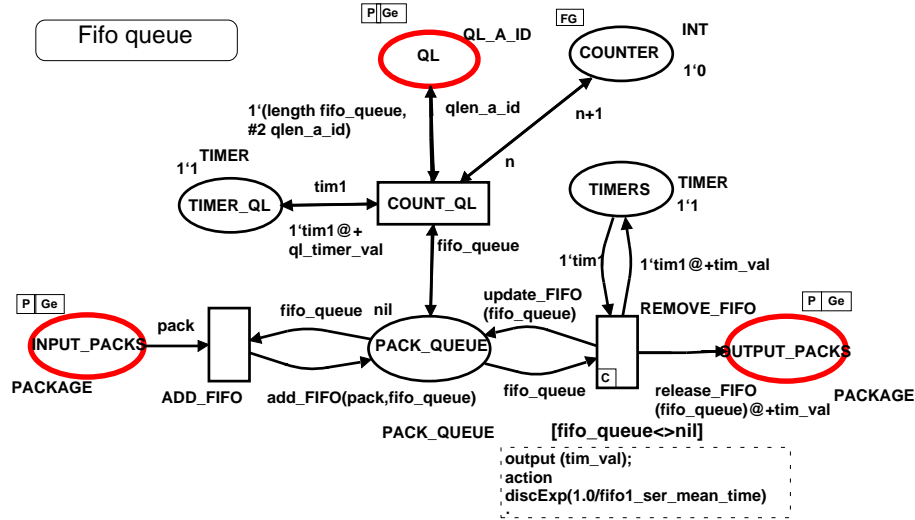 Fifo queue
P Ge
QL_A_ID
QL
FG
INT
COUNTER
1‘0
1‘(length fifo_queue,
#2 qlen_a_id)
qlen_a_id
n+1
n
TIMER
1‘1
TIMER_QL
tim1
1‘tim1@+
ql_timer_val
COUNT_QL
fifo_queue
TIMERS
TIMER
1‘1
1‘tim1
1‘tim1@+tim_val
P Ge
INPUT_PACKS
PACKAGE
pack
ADD_FIFO
fifo_queue
nil
add_FIFO(pack,fifo_queue)
PACK_QUEUE
PACK_QUEUE
update_FIFO
(fifo_queue)
fifo_queue
REMOVE_FIFO
C
P Ge
OUTPUT_PACKS
release_FIFO
(fifo_queue)@+tim_val
PACKAGE
[fifo_queue<>nil]
output (tim_val);
action
discExp(1.0/fifo1_ser_mean_time)